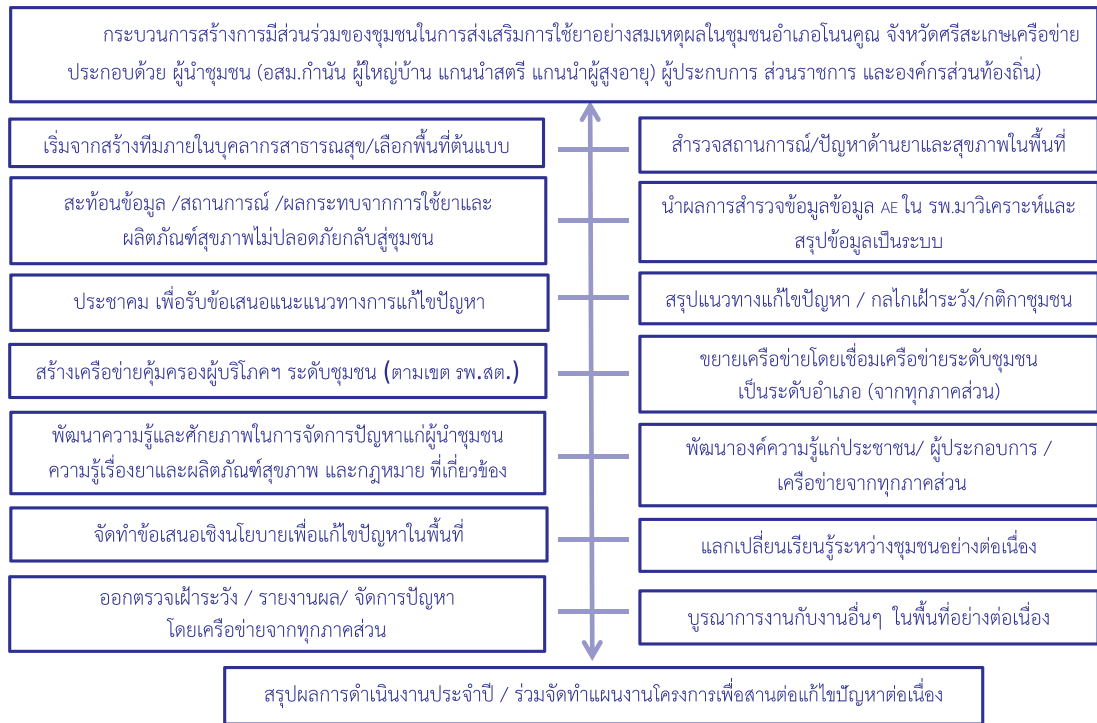 กระบวนการสร้างการมีส่วนร่วมของชุมชนในการส่งเสริมการใช้ยาอย่างสมเหตุผลในชุมชนอำเภอโนนคูณ จังหวัดศรีสะเกษเครือข่าย
ประกอบด้วย ผู้นำชุมชน (อสม.กำนัน ผู้ใหญ่บ้าน แกนนำสตรี แกนนำผู้สูงอายุ) ผู้ประกบการ ส่วนราชการ และองค์กรส่วนท้องถิ่น)
เริ่มจากสร้างทีมภายในบุคลากรสาธารณสุข/เลือกพื้นที่ต้นแบบ
สำรวจสถานการณ์/ปัญหาด้านยาและสุขภาพในพื้นที่
สะท้อนข้อมูล /สถานการณ์ /ผลกระทบจากการใช้ยาและ
ผลิตภัณฑ์สุขภาพไม่ปลอดภัยกลับสู่ชุมชน
นำผลการสำรวจข้อมูลข้อมูล AE ใน รพ.มาวิเคราะห์และ
สรุปข้อมูลเป็นระบบ
ประชาคม เพื่อรับข้อเสนอแนะแนวทางการแก้ไขปัญหา
สรุปแนวทางแก้ไขปัญหา / กลไกเฝ้าระวัง/กติกาชุมชน
สร้างเครือข่ายคุ้มครองผู้บริโภคฯ ระดับชุมชน (ตามเขต รพ.สต.)
ขยายเครือข่ายโดยเชื่อมเครือข่ายระดับชุมชน
เป็นระดับอำเภอ (จากทุกภาคส่วน)
พัฒนาความรู้และศักยภาพในการจัดการปัญหาแก่ผู้นำชุมชน
ความรู้เรื่องยาและผลิตภัณฑ์สุขภาพ และกฎหมาย ที่เกี่ยวข้อง
พัฒนาองค์ความรู้แก่ประชาชน/ ผู้ประกอบการ /
เครือข่ายจากทุกภาคส่วน
จัดทำข้อเสนอเชิงนโยบายเพื่อแก้ไขปัญหาในพื้นที่
แลกเปลี่ยนเรียนรู้ระหว่างชุมชนอย่างต่อเนื่อง
ออกตรวจเฝ้าระวัง / รายงานผล/ จัดการปัญหา
โดยเครือข่ายจากทุกภาคส่วน
บูรณาการงานกับงานอื่นๆ ในพื้นที่อย่างต่อเนื่อง
สรุปผลการดำเนินงานประจำปี / ร่วมจัดทำแผนงานโครงการเพื่อสานต่อแก้ไขปัญหาต่อเนื่อง